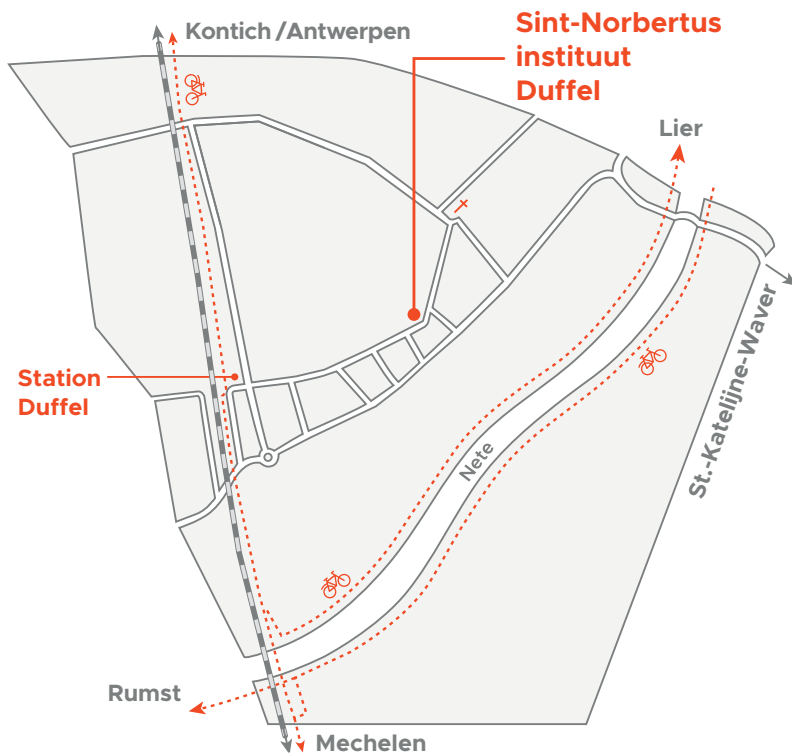 Kontich /Antwerpen
Sint-Norbertus
instituut
Duffel
Lier
St.-Katelijne-Waver
Station
Duffel
Nete
Rumst
Mechelen